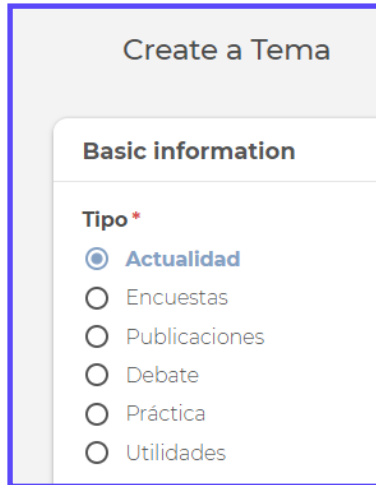 Create a Tema
Basic information
Tipo*
Actualidad
Encuestas
Publicaciones
Debate
Práctica
Utilidades